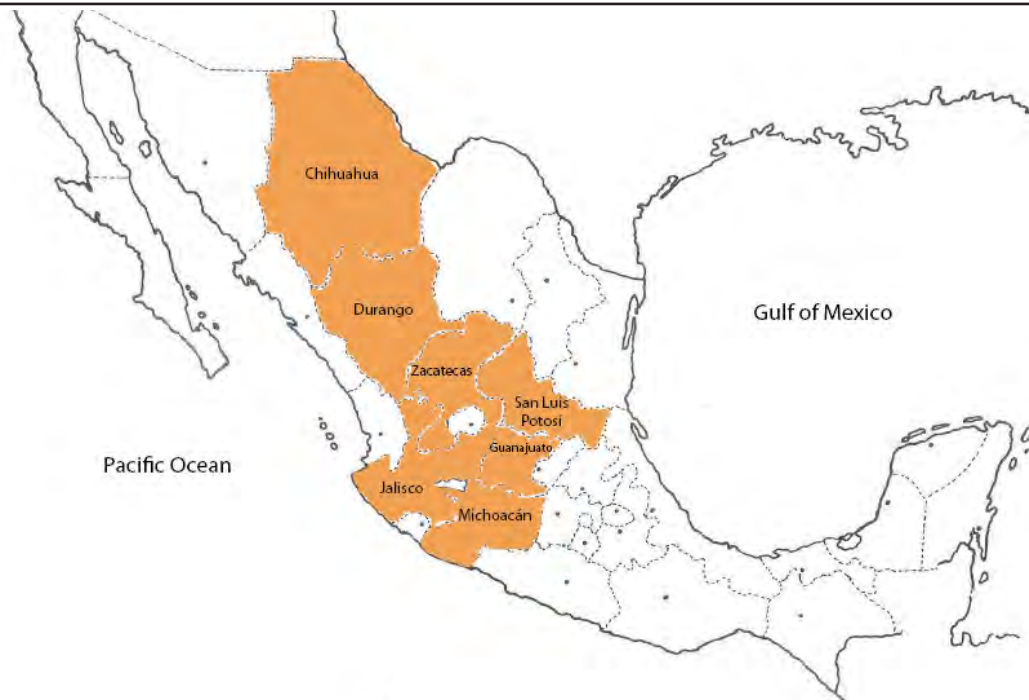 Chihuahua
Durango
Gulf of Mexico
Zacatecas
San Luis
Potosí
Guanajuato
Pacific Ocean
Jalisco
Michoacán